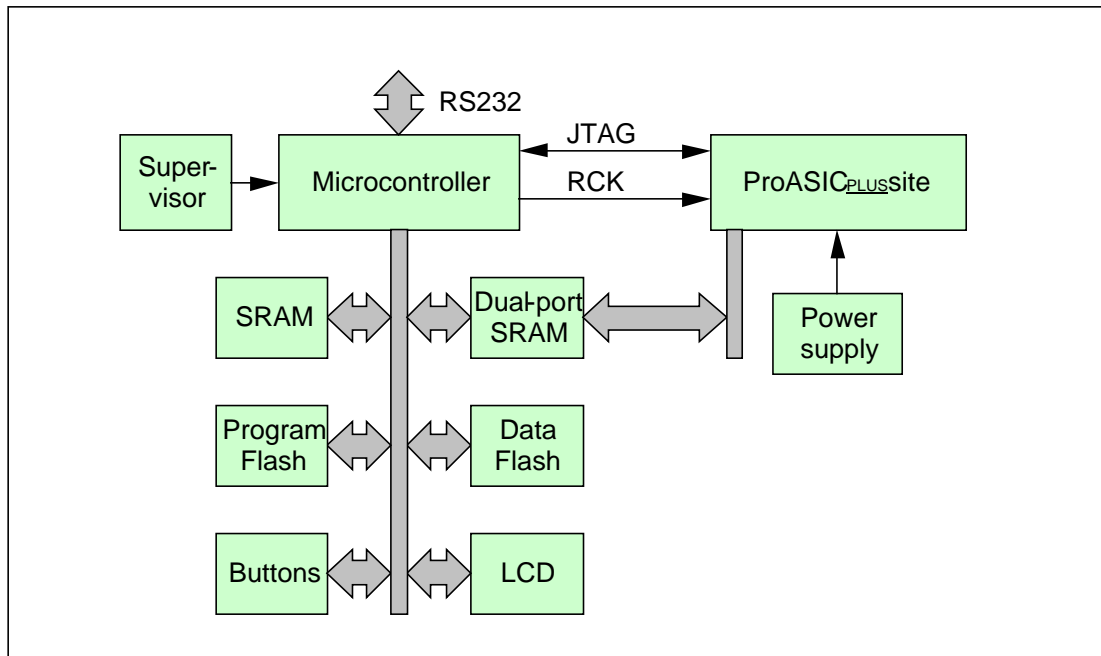 RS232
JTAG
Super-
visor
Microcontroller
RCK
ProASICPLUSsite
SRAM
Dual-port
SRAM
Power
supply
Program
Flash
Data
Flash
Buttons
LCD